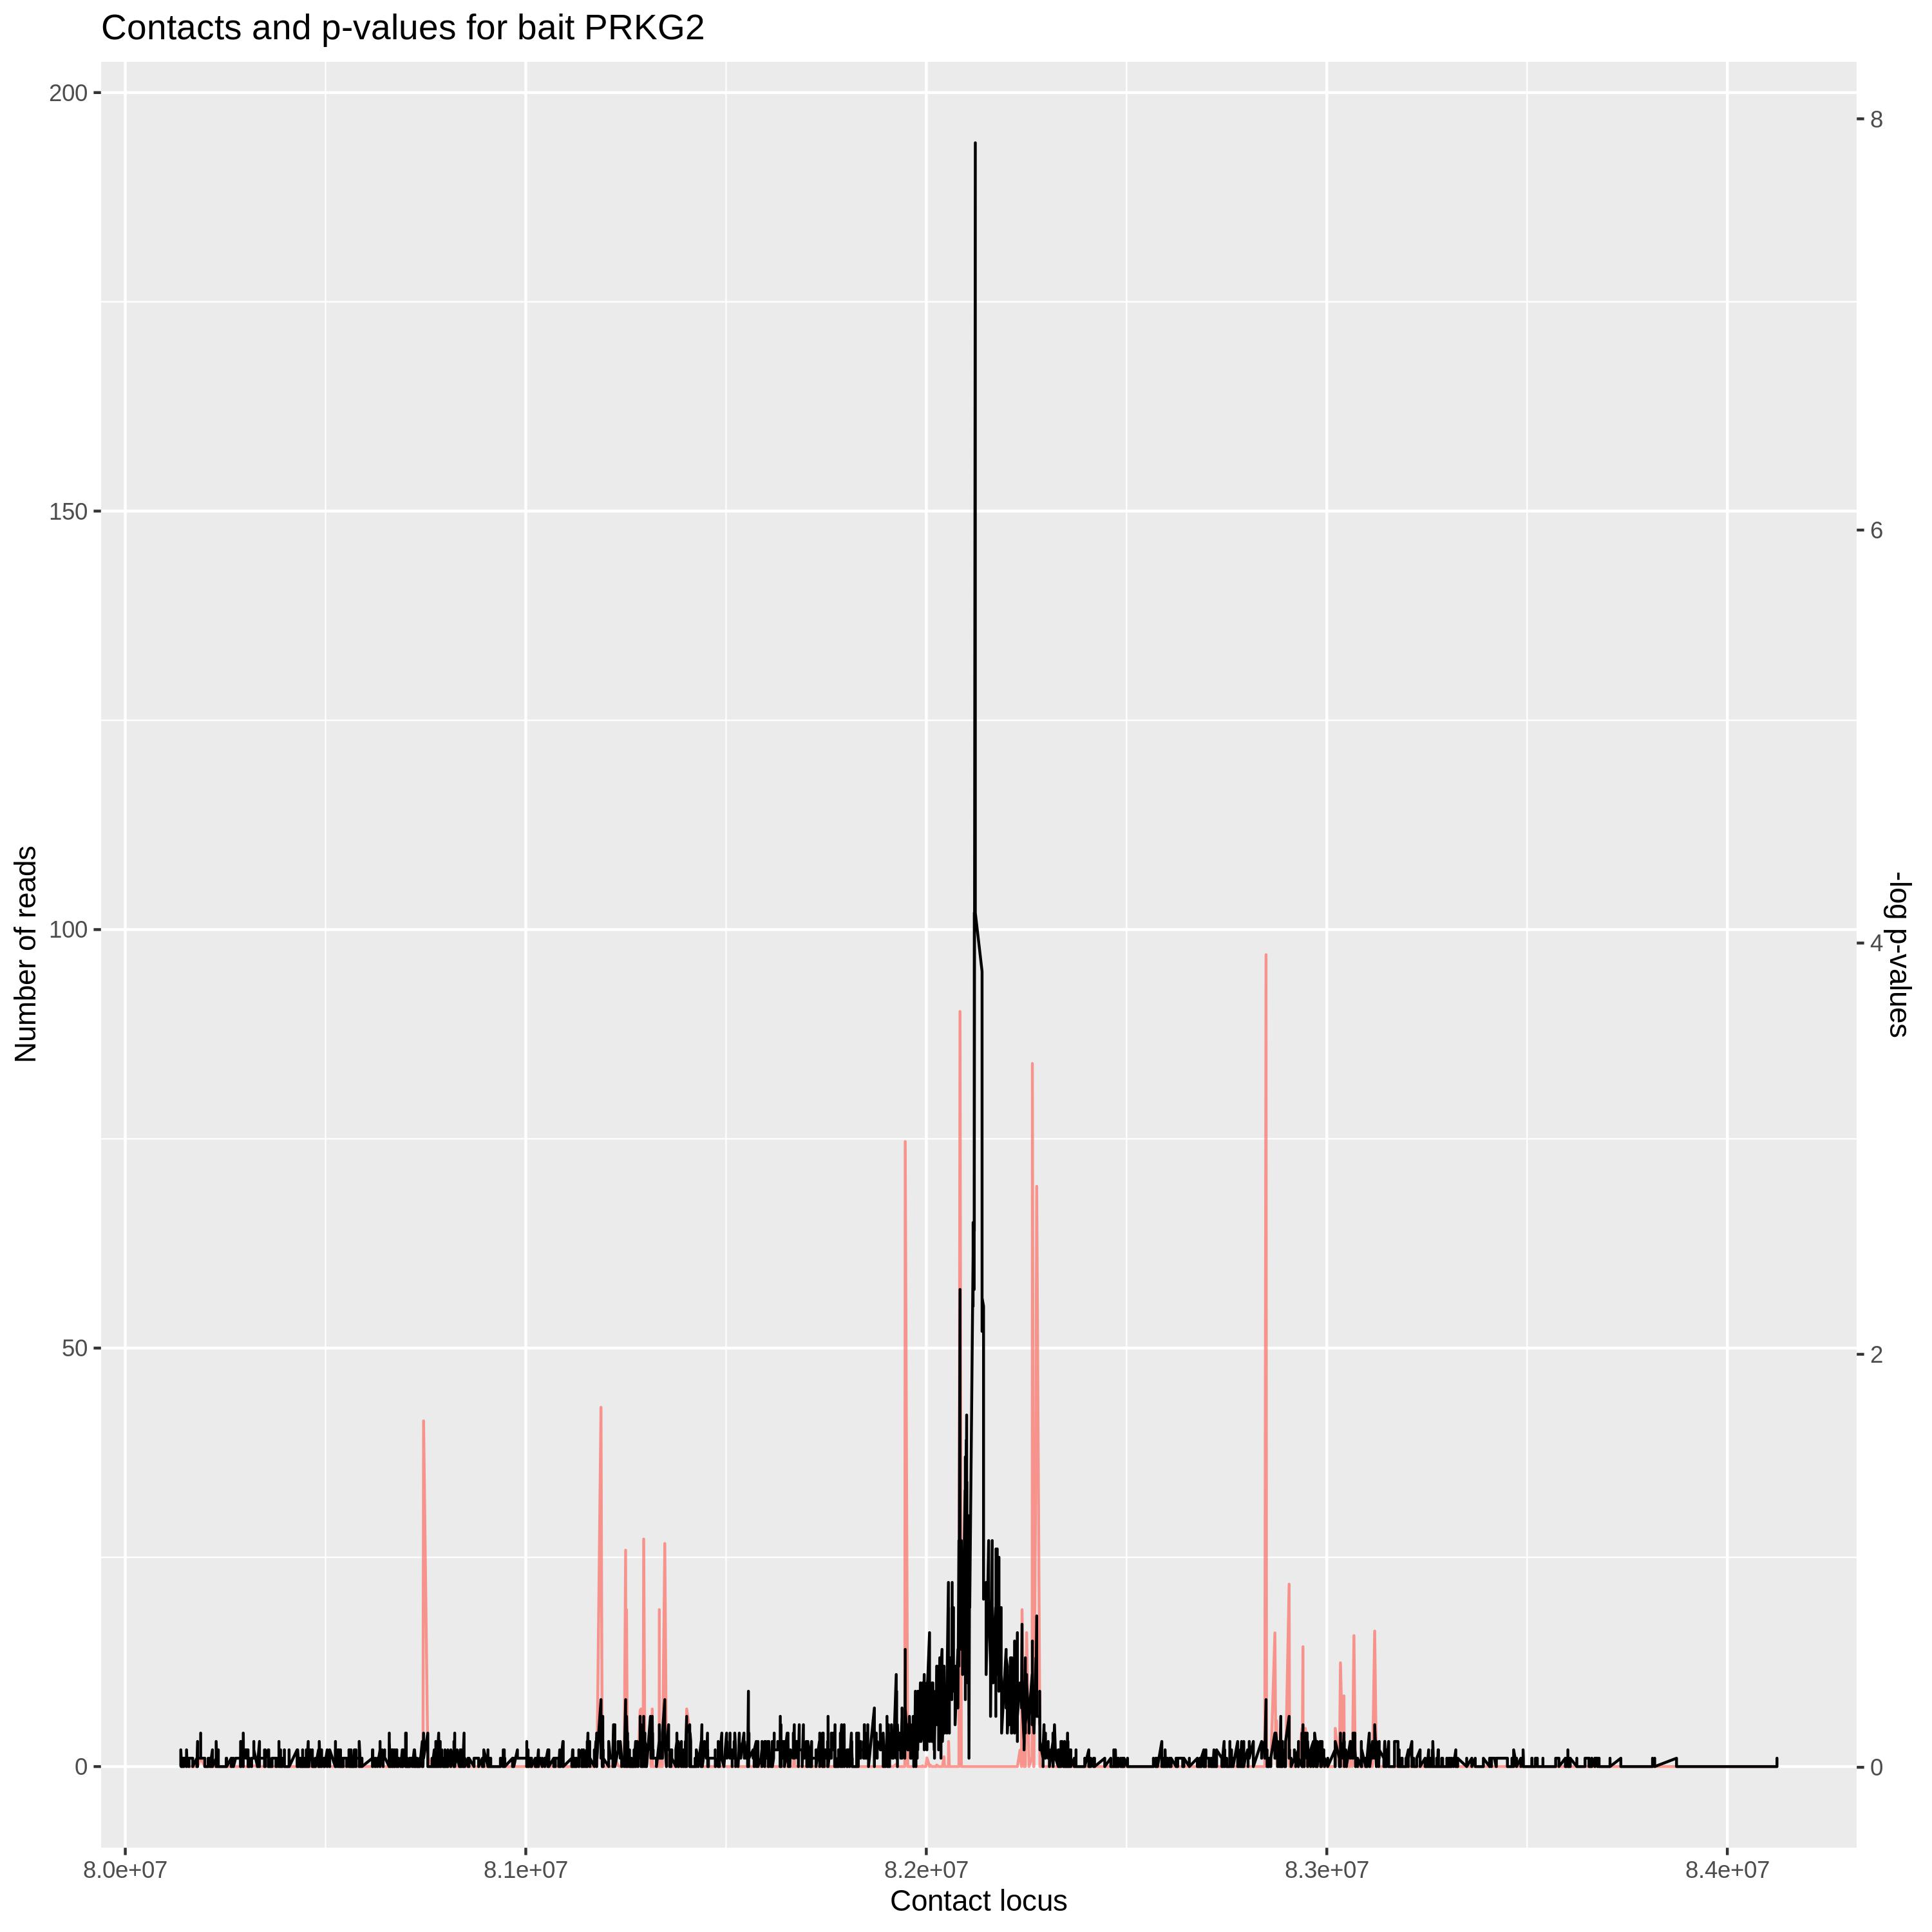 Contacts and p-values for bait PRKG2
200
150
100
50
0
Number of reads
8
6
4
2
0
-log p-values
8.0e+07
8.1e+07
8.2e+07
8.3e+07
8.4e+07
Contact locus